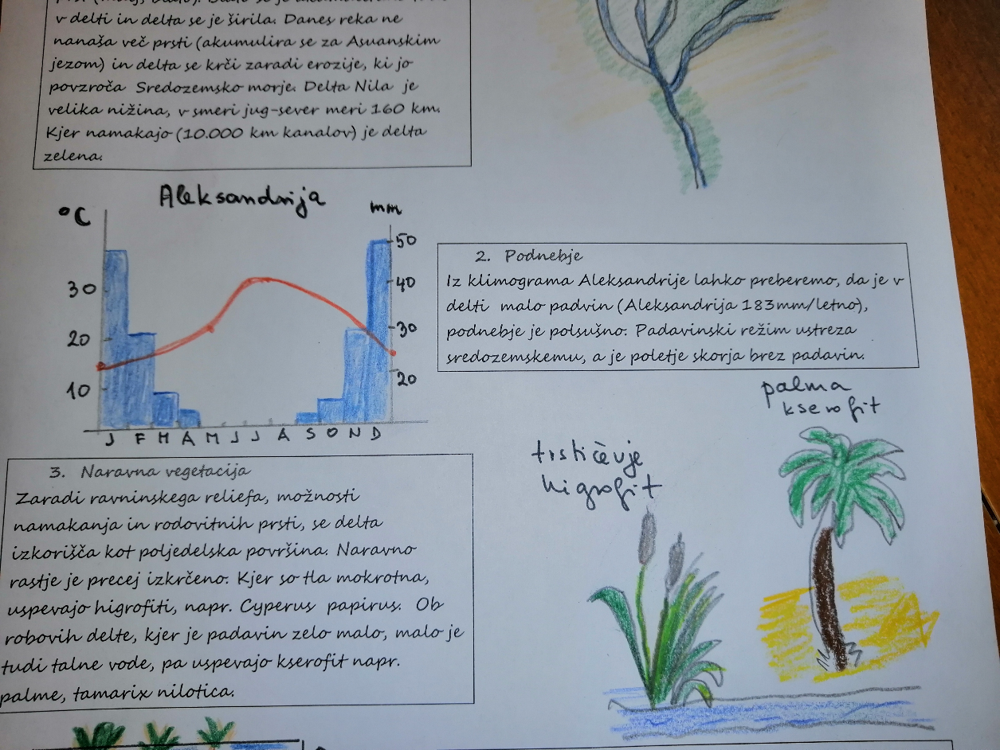 v delti in delta se je širila. Danes reka ne
nanaša več prsti (akumulira se za Asuanskim
jezom) in delta se krči zaradi erozije, ki jo
povzroča Sredozemsko morje. Delta Nila je
velika nižina, v smeri jug-sever meri 160 km.
Kjer namakajo (10.000 km kanalov) je delta
zelena.
Aleksandrija
°C
mm
30
20
10
50
40
30
20
J F M A M J J A S O N D
2. Podnebje
Iz klimograma Aleksandrije lahko preberemo, da je v
delti malo padvin (Aleksandrija 183mm/letno),
podnebje je polsušno. Padavinski režim ustreza
sredozemskemu, a je poletje skorja brez padavin.
palma
kserofit
trstičevje
higrofit
3. Naravna vegetacija
Zaradi ravninskega reliefa, možnosti
namakanja in rodovitnih prsti, se delta
izkorišča kot poljedelska površina. Naravno
rastje je precej izkrčeno. Kjer so tla mokrotna,
uspevajo higrofiti, napr. Cyperus papirus. Ob
robovih delte, kjer je padavin zelo malo, malo je
tudi talne vode, pa uspevajo kserofit napr.
palme, tamarix nilotica.